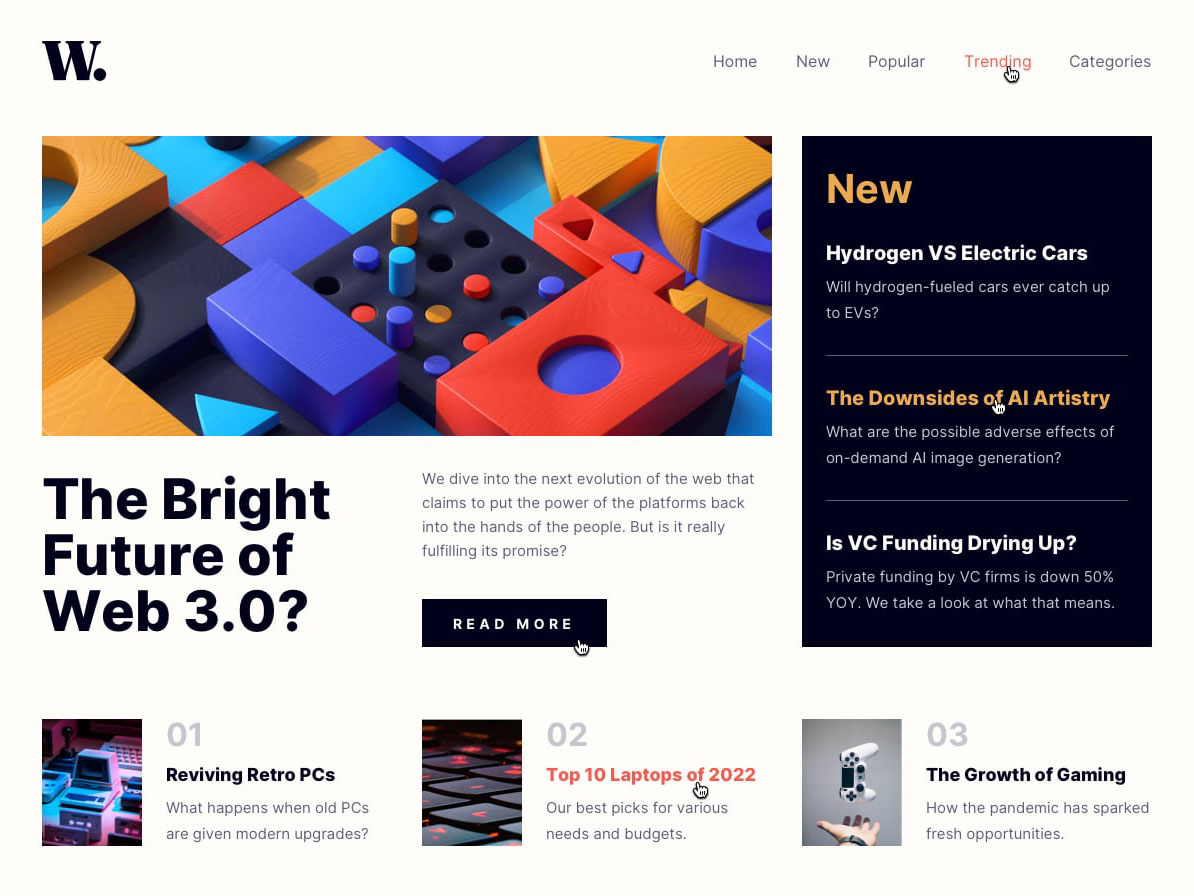 W.
Home
New
Popular
Trending
Categories
New
Hydrogen VS Electric Cars
Will hydrogen-fueled cars ever catch up
to EVs?
The Downsides of AI Artistry
What are the possible adverse effects of
on-demand AI image generation?
Is VC Funding Drying Up?
Private funding by VC firms is down 50%
YOY. We take a look at what that means.
The Bright
Future of
Web 3.0?
We dive into the next evolution of the web that
claims to put the power of the platforms back
into the hands of the people. But is it really
fulfilling its promise?
READ MORE
01
Reviving Retro PCs
What happens when old PCs
are given modern upgrades?
02
Top 10 Laptops of 2022
Our best picks for various
needs and budgets.
03
The Growth of Gaming
How the pandemic has sparked
fresh opportunities.